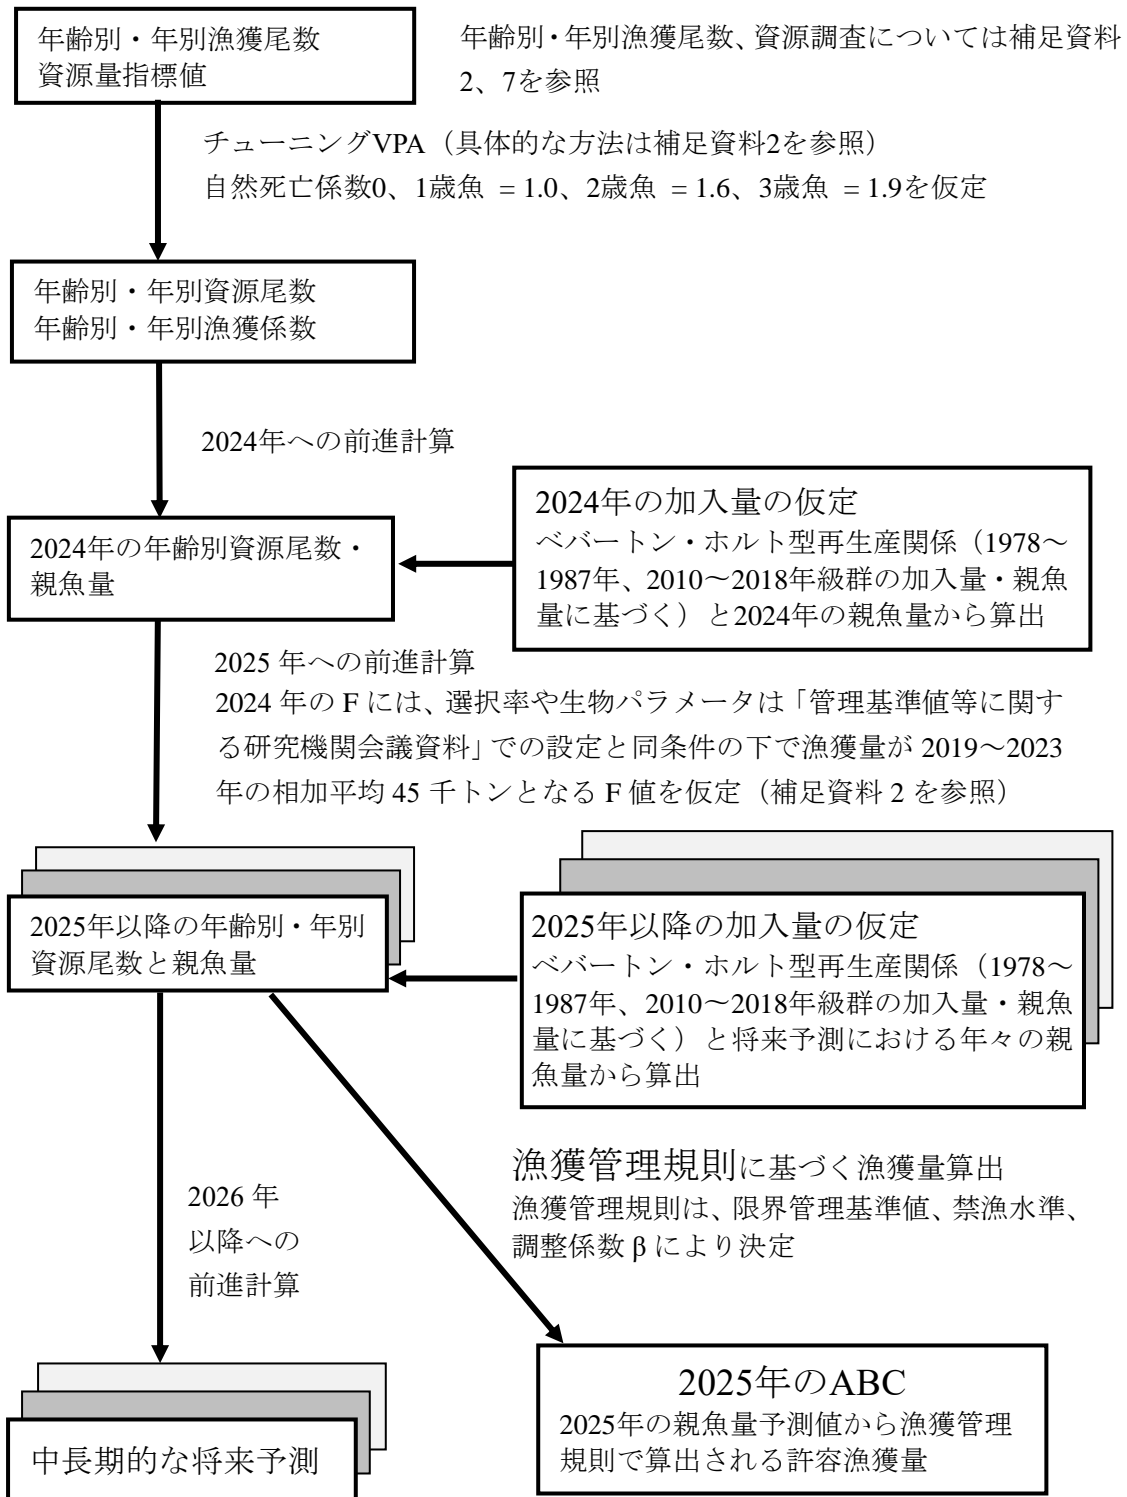 年齢別・年別漁獲尾数
資源量指標値
年齢別・年別漁獲尾数、資源調査については補足資料
2、7を参照
チューニングVPA（具体的な方法は補足資料2を参照）
自然死亡係数0、1歳魚 = 1.0、2歳魚 = 1.6、3歳魚 = 1.9を仮定
年齢別・年別資源尾数
年齢別・年別漁獲係数
2024年への前進計算
2024年の加入量の仮定
ベバートン・ホルト型再生産関係（1978～
1987年、2010～2018年級群の加入量・親魚
量に基づく）と2024年の親魚量から算出
2024年の年齢別資源尾数・
親魚量
2025 年への前進計算
2024 年の F には、選択率や生物パラメータは「管理基準値等に関す
る研究機関会議資料」での設定と同条件の下で漁獲量が 2019～2023
年の相加平均 45 千トンとなる F 値を仮定（補足資料 2 を参照）
2025年以降の年齢別・年別
資源尾数と親魚量
2025年以降の加入量の仮定
ベバートン・ホルト型再生産関係（1978～
1987年、2010～2018年級群の加入量・親魚
量に基づく）と将来予測における年々の親
魚量から算出
漁獲管理規則に基づく漁獲量算出
漁獲管理規則は、限界管理基準値、禁漁水準、
調整係数 β により決定
2026 年
以降への
前進計算
2025年のABC
2025年の親魚量予測値から漁獲管理
規則で算出される許容漁獲量
中長期的な将来予測